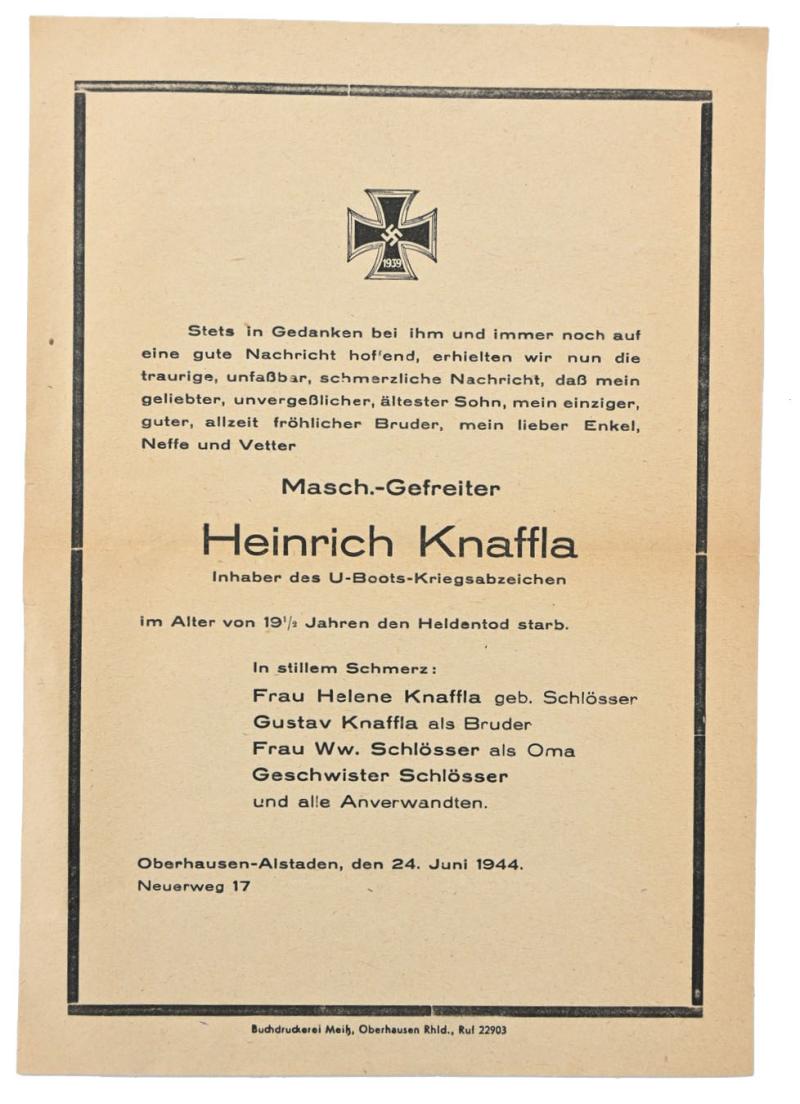 1939
Stets in Gedanken bei ihm und immer noch auf
eine gute Nachricht hof'end, erhielten wir nun die
traurige, unfaßbar, schmerzliche Nachricht, daß mein
geliebter, unvergeßlicher, ältester Sohn, mein einziger,
guter, allzeit fröhlicher Bruder, mein lieber Enkel,
Neffe und Vetter
Masch.-Gefreiter
Heinrich Knaffla
Inhaber des U-Boots-Kriegsabzeichen
im Alter von 19¹/₂ Jahren den Heldentod starb.
In stillem Schmerz:
Frau Helene Knaffla geb. Schlösser
Gustav Knaffla als Bruder
Frau Ww. Schlösser als Oma
Geschwister Schlösser
und alle Anverwandten.
Oberhausen-Alstaden, den 24. Juni 1944.
Neuerweg 17
Buchdruckerei Meiß, Oberhausen Rhld., Ruf 22903